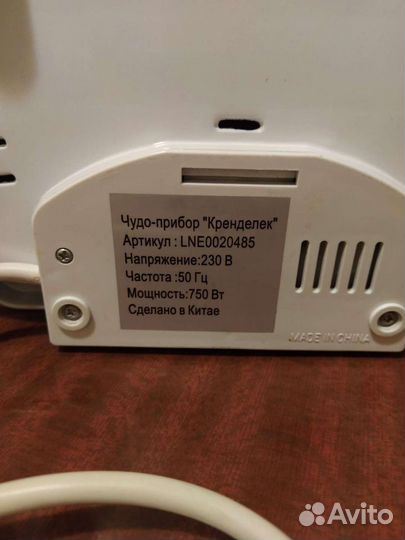 Чудо-прибор "Кренделек"
Артикул : LNE0020485
Напряжение:230 В
Частота :50 Гц
Мощность:750 Вт
Сделано в Китае
MADE IN CHINA
Avito